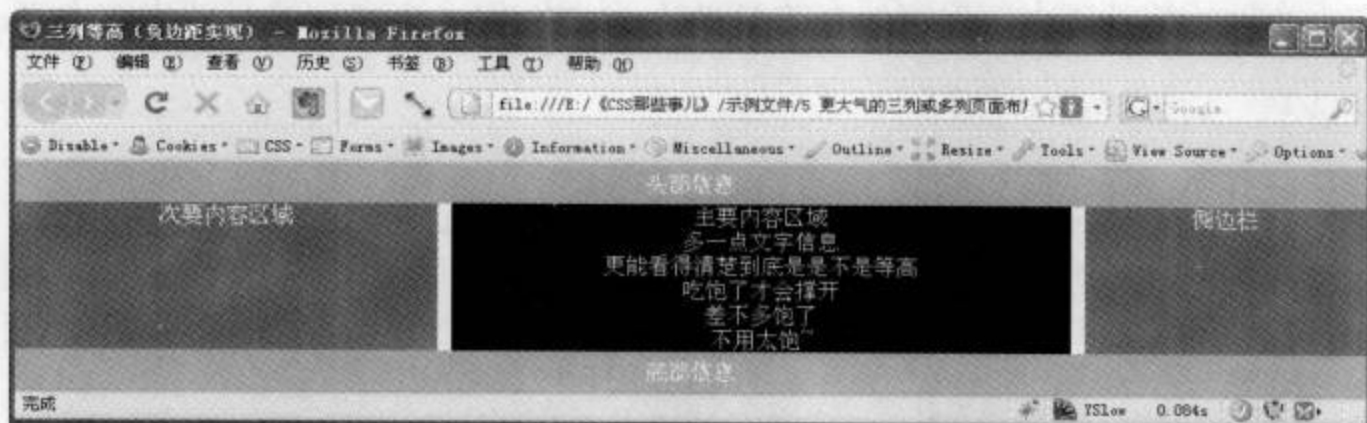 三列等高（负边距实现） - Mozilla Firefox
文件 (F) 编辑 (E) 查看 (V) 历史 (S) 书签 (B) 工具 (T) 帮助 (H)
file:///E:/《CSS那些事儿》/示例文件/5 更大气的三列或多列页面布 Google
Disable Cookies CSS Forms Images Information Miscellaneous Outline Resize Tools View Source Options
头部信息
次要内容区域 主要内容区域 侧边栏
多一点文字信息
更能看得清楚到底是是不是等高
吃饱了才会撑开
差不多饱了
不用太饱~
底部信息
完成 YSlow 0.084s